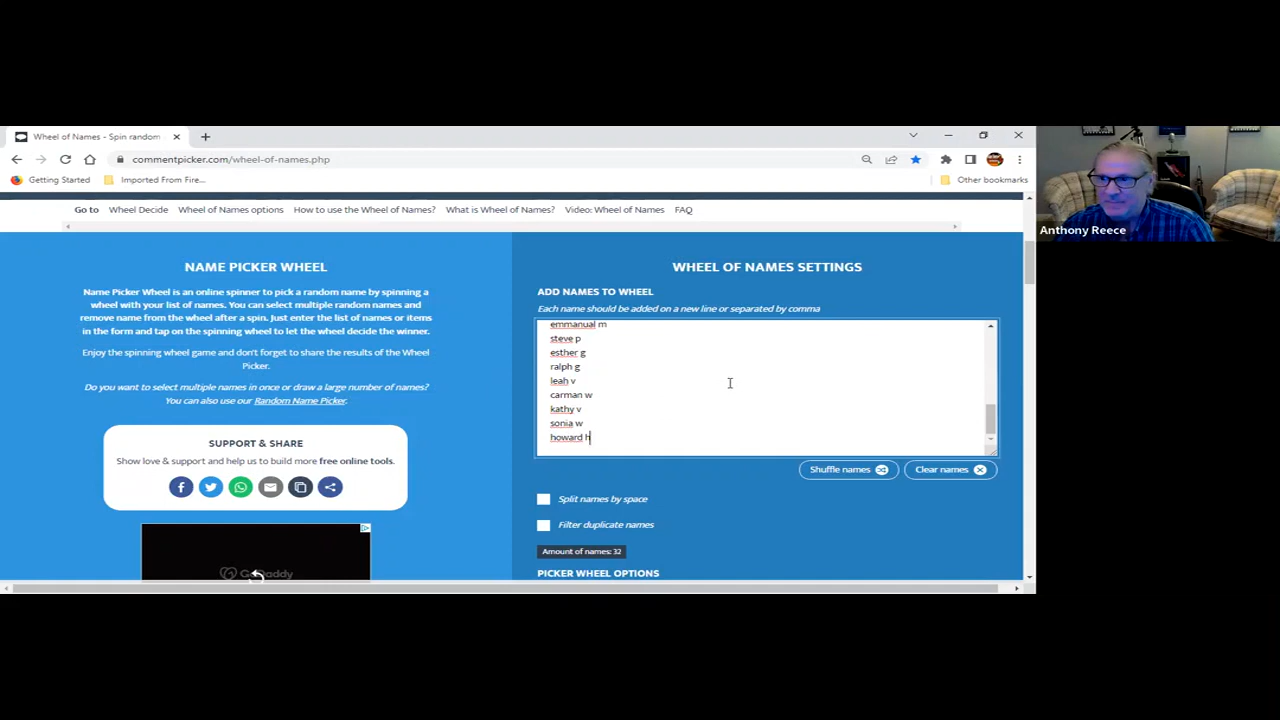 Wheel of Names - Spin random
commentpicker.com/wheel-of-names.php
Getting Started
Imported From Fire...
Other bookmarks
Anthony Reece
Go to
Wheel Decide
Wheel of Names options
How to use the Wheel of Names?
What is Wheel of Names?
Video: Wheel of Names
FAQ
NAME PICKER WHEEL
Name Picker Wheel is an online spinner to pick a random name by spinning a
wheel with your list of names. You can select multiple random names and
remove name from the wheel after a spin. Just enter the list of names or items
in the form and tap on the spinning wheel to let the wheel decide the winner.
Enjoy the spinning wheel game and don't forget to share the results of the Wheel
Picker.
Do you want to select multiple names in once or draw a large number of names?
You can also use our Random Name Picker.
SUPPORT & SHARE
Show love & support and help us to build more free online tools.
GoDaddy
WHEEL OF NAMES SETTINGS
ADD NAMES TO WHEEL
Each name should be added on a new line or separated by comma
emmanual m
steve p
esther g
ralph g
leah v
carman w
kathy v
sonia w
howard h
Shuffle names
Clear names
Split names by space
Filter duplicate names
Amount of names: 32
PICKER WHEEL OPTIONS